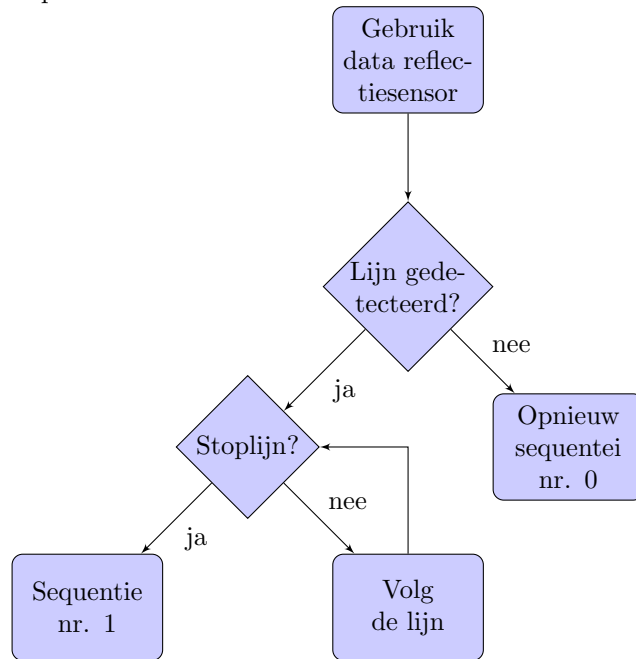 Gebruik
data reflec-
tiesensor
Lijn gede-
tecteerd?
nee
ja
Opnieuw
sequentei
nr. 0
Stoplijn?
nee
ja
Sequentie
nr. 1
Volg
de lijn